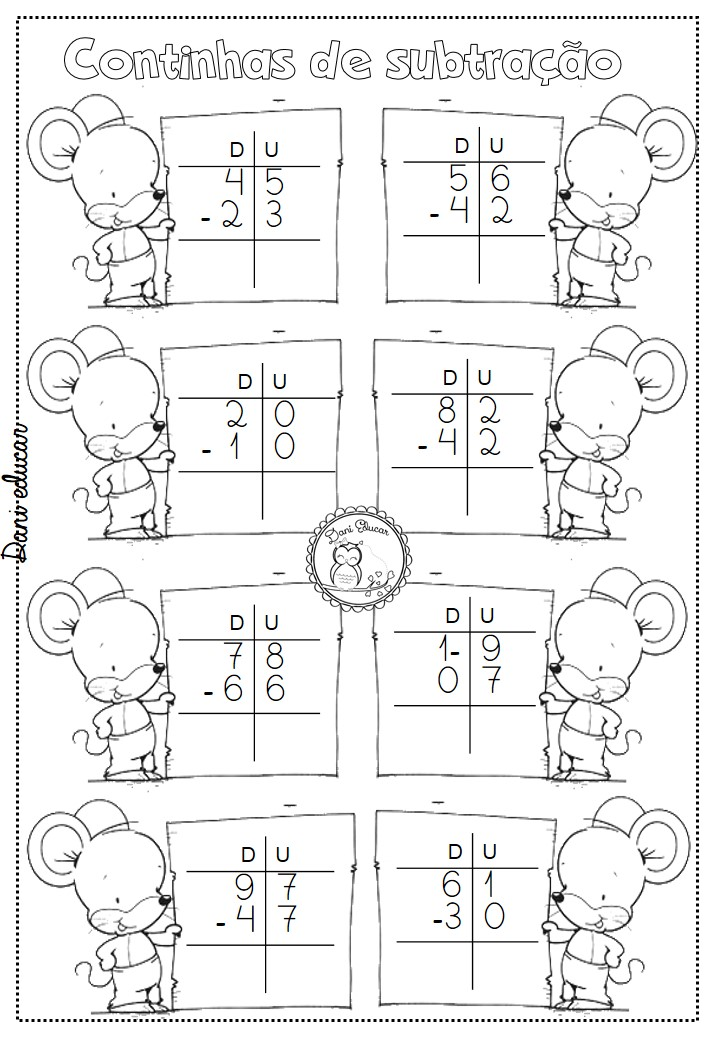 Continhas de subtração
D U
4 5
- 2 3
D U
5 6
- 4 2
D U
2 0
- 1 0
D U
8 2
- 4 2
Dani educar
Dani Educar
D U
7 8
- 6 6
D U
1- 9
0 7
D U
9 7
- 4 7
D U
6 1
-3 0